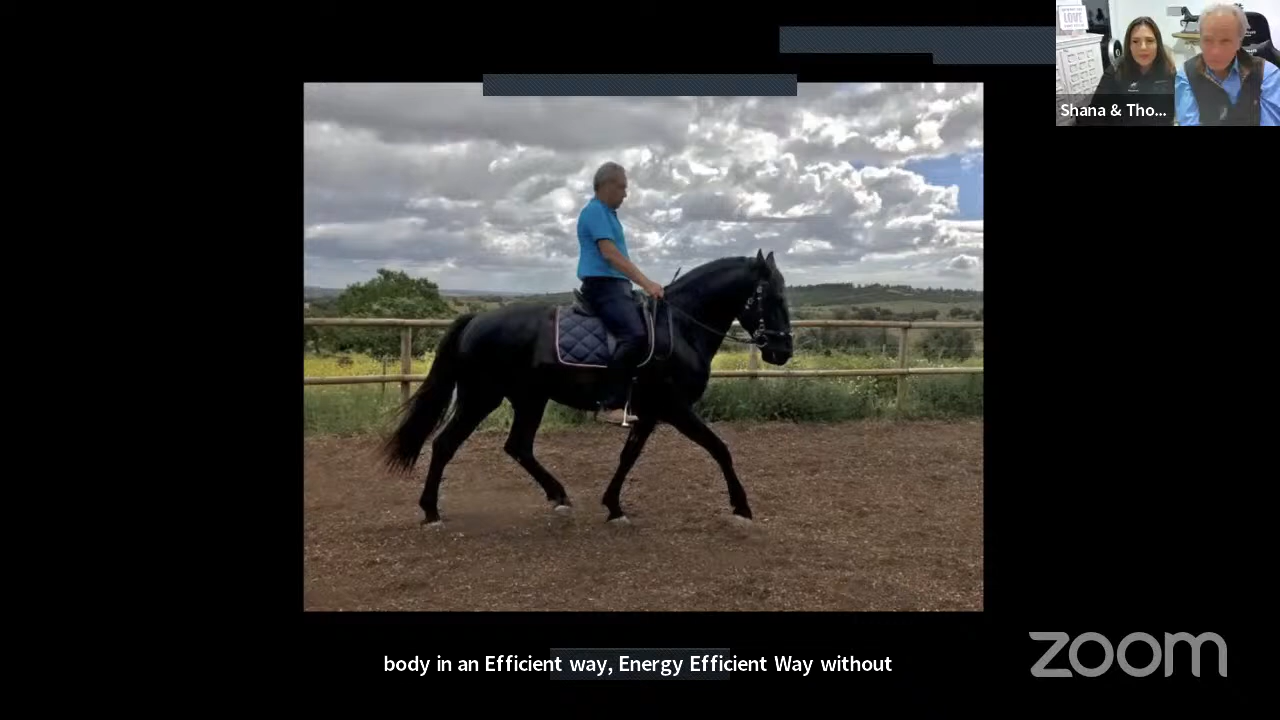 LOVE
Shana & Tho...
body in an Efficient way, Energy Efficient Way without
zoom